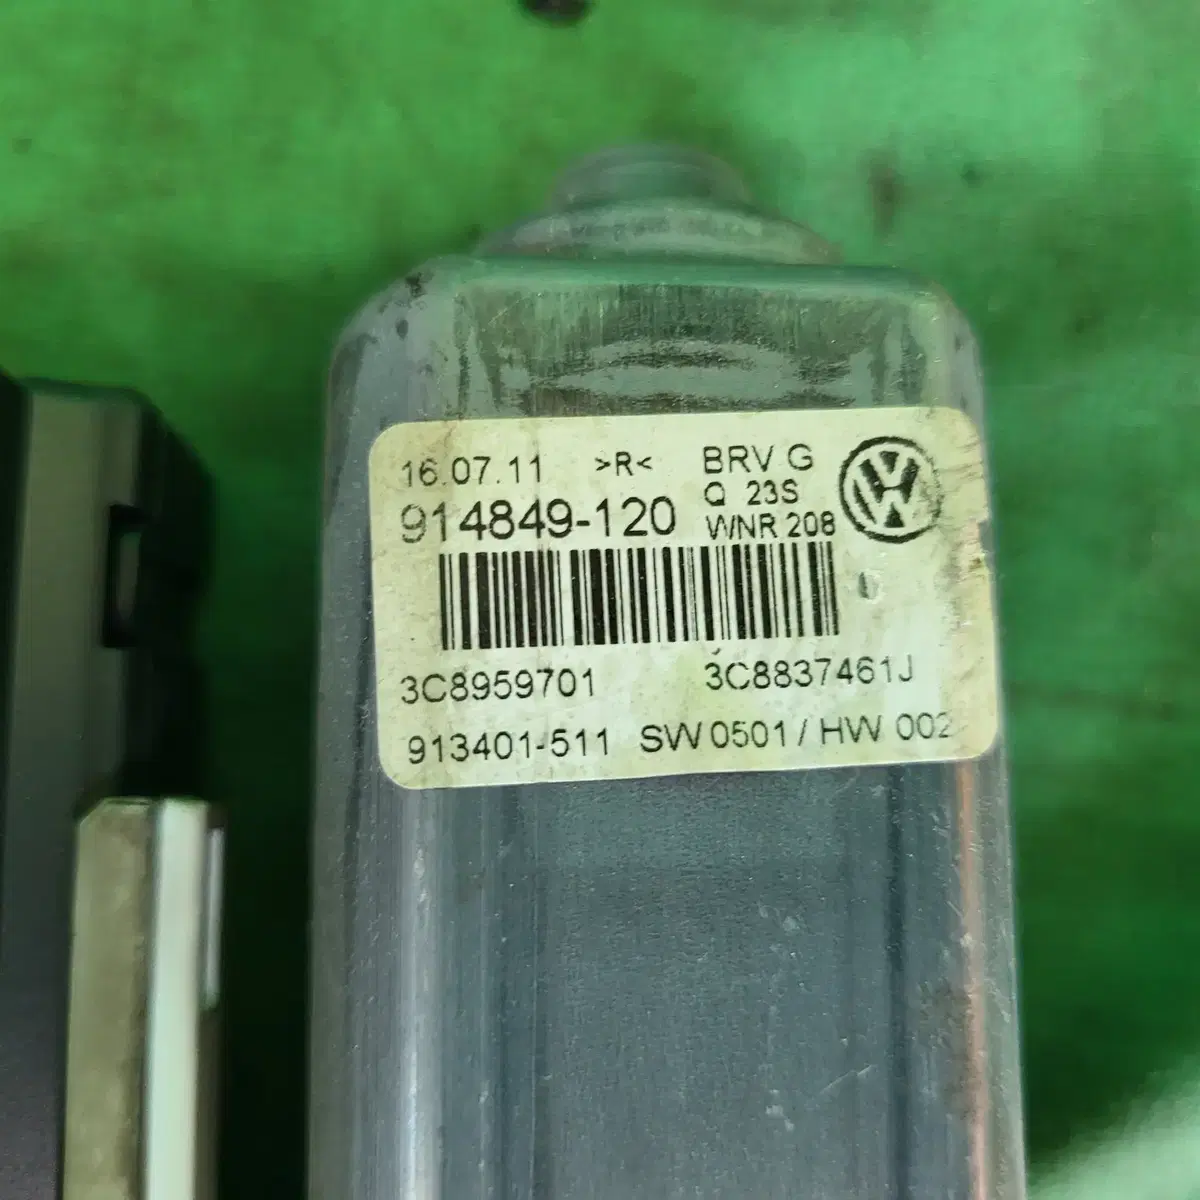 16.07.11 >R< BRV G
Q 23S
914849-120 WNR 208
3C8959701 3C8837461J
913401-511 SW 0501 / HW 002